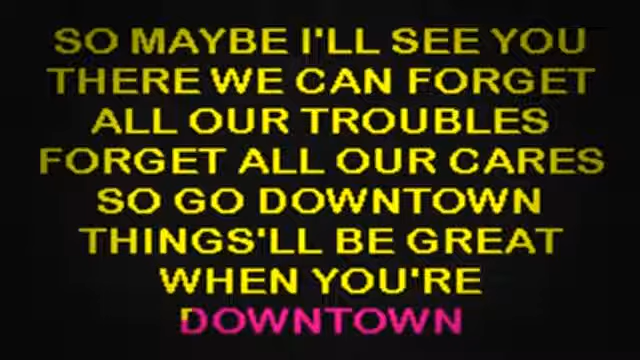 SO MAYBE I'LL SEE YOU
THERE WE CAN FORGET
ALL OUR TROUBLES
FORGET ALL OUR CARES
SO GO DOWNTOWN
THINGS'LL BE GREAT
WHEN YOU'RE
DOWNTOWN